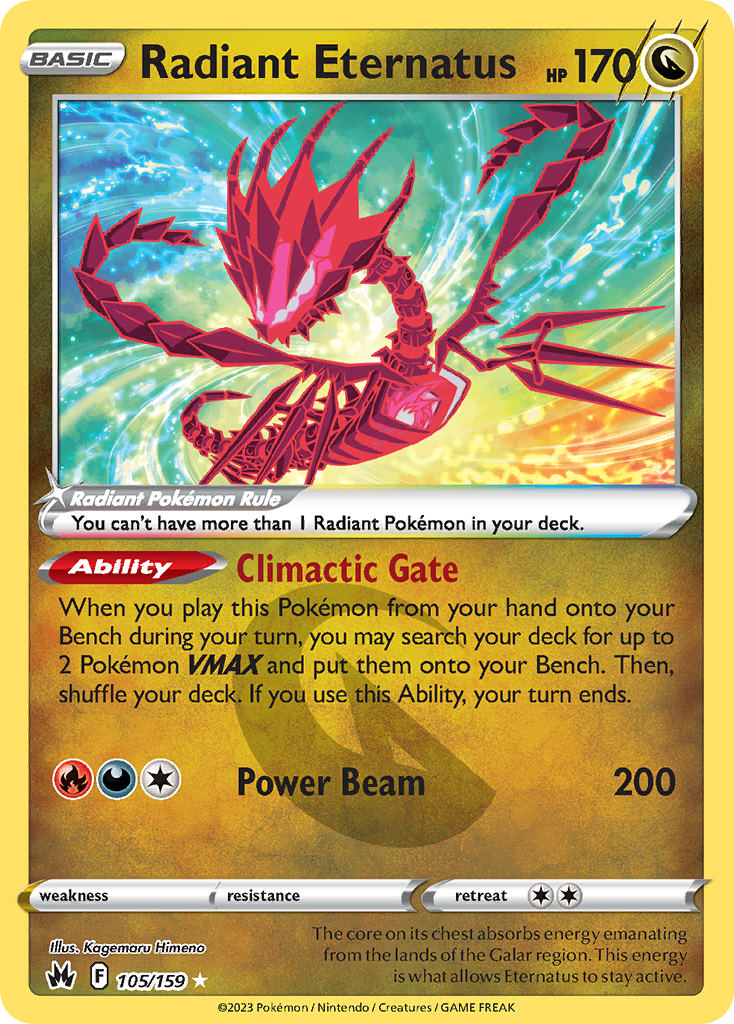 BASIC
Radiant Eternatus
HP 170
Radiant Pokémon Rule
You can't have more than 1 Radiant Pokémon in your deck.
Ability Climactic Gate
When you play this Pokémon from your hand onto your
Bench during your turn, you may search your deck for up to
2 Pokémon VMAX and put them onto your Bench. Then,
shuffle your deck. If you use this Ability, your turn ends.
Power Beam 200
weakness resistance retreat
Illus. Kagemaru Himeno
The core on its chest absorbs energy emanating
from the lands of the Galar region. This energy
is what allows Eternatus to stay active.
F 105/159
©2023 Pokémon / Nintendo / Creatures / GAME FREAK